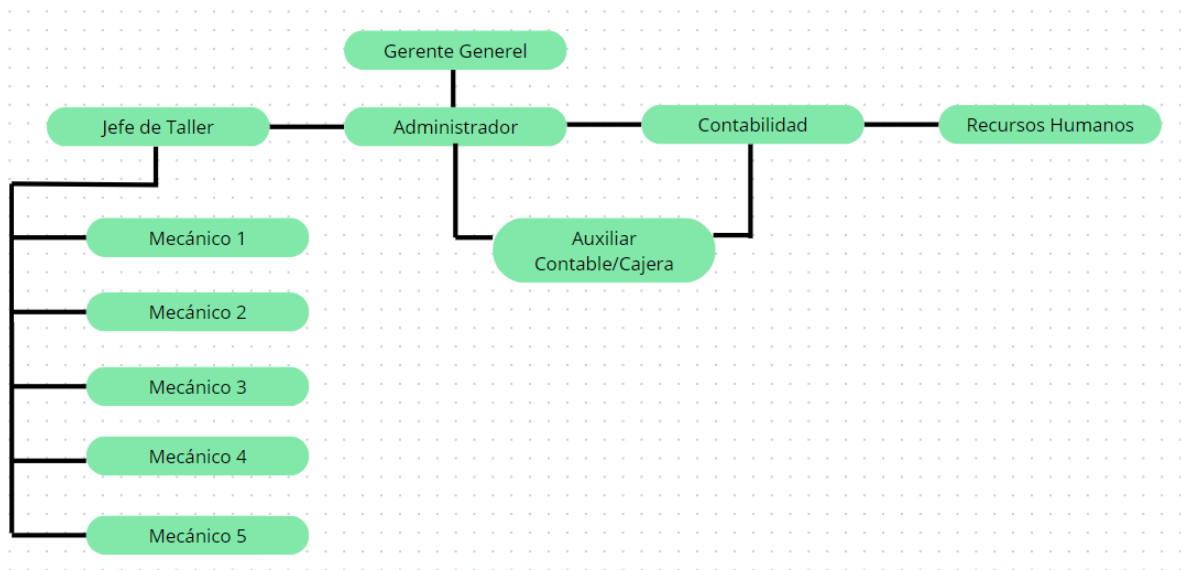 Gerente Generel
Jefe de Taller
Administrador
Contabilidad
Recursos Humanos
Mecánico 1
Auxiliar
Contable/Cajera
Mecánico 2
Mecánico 3
Mecánico 4
Mecánico 5